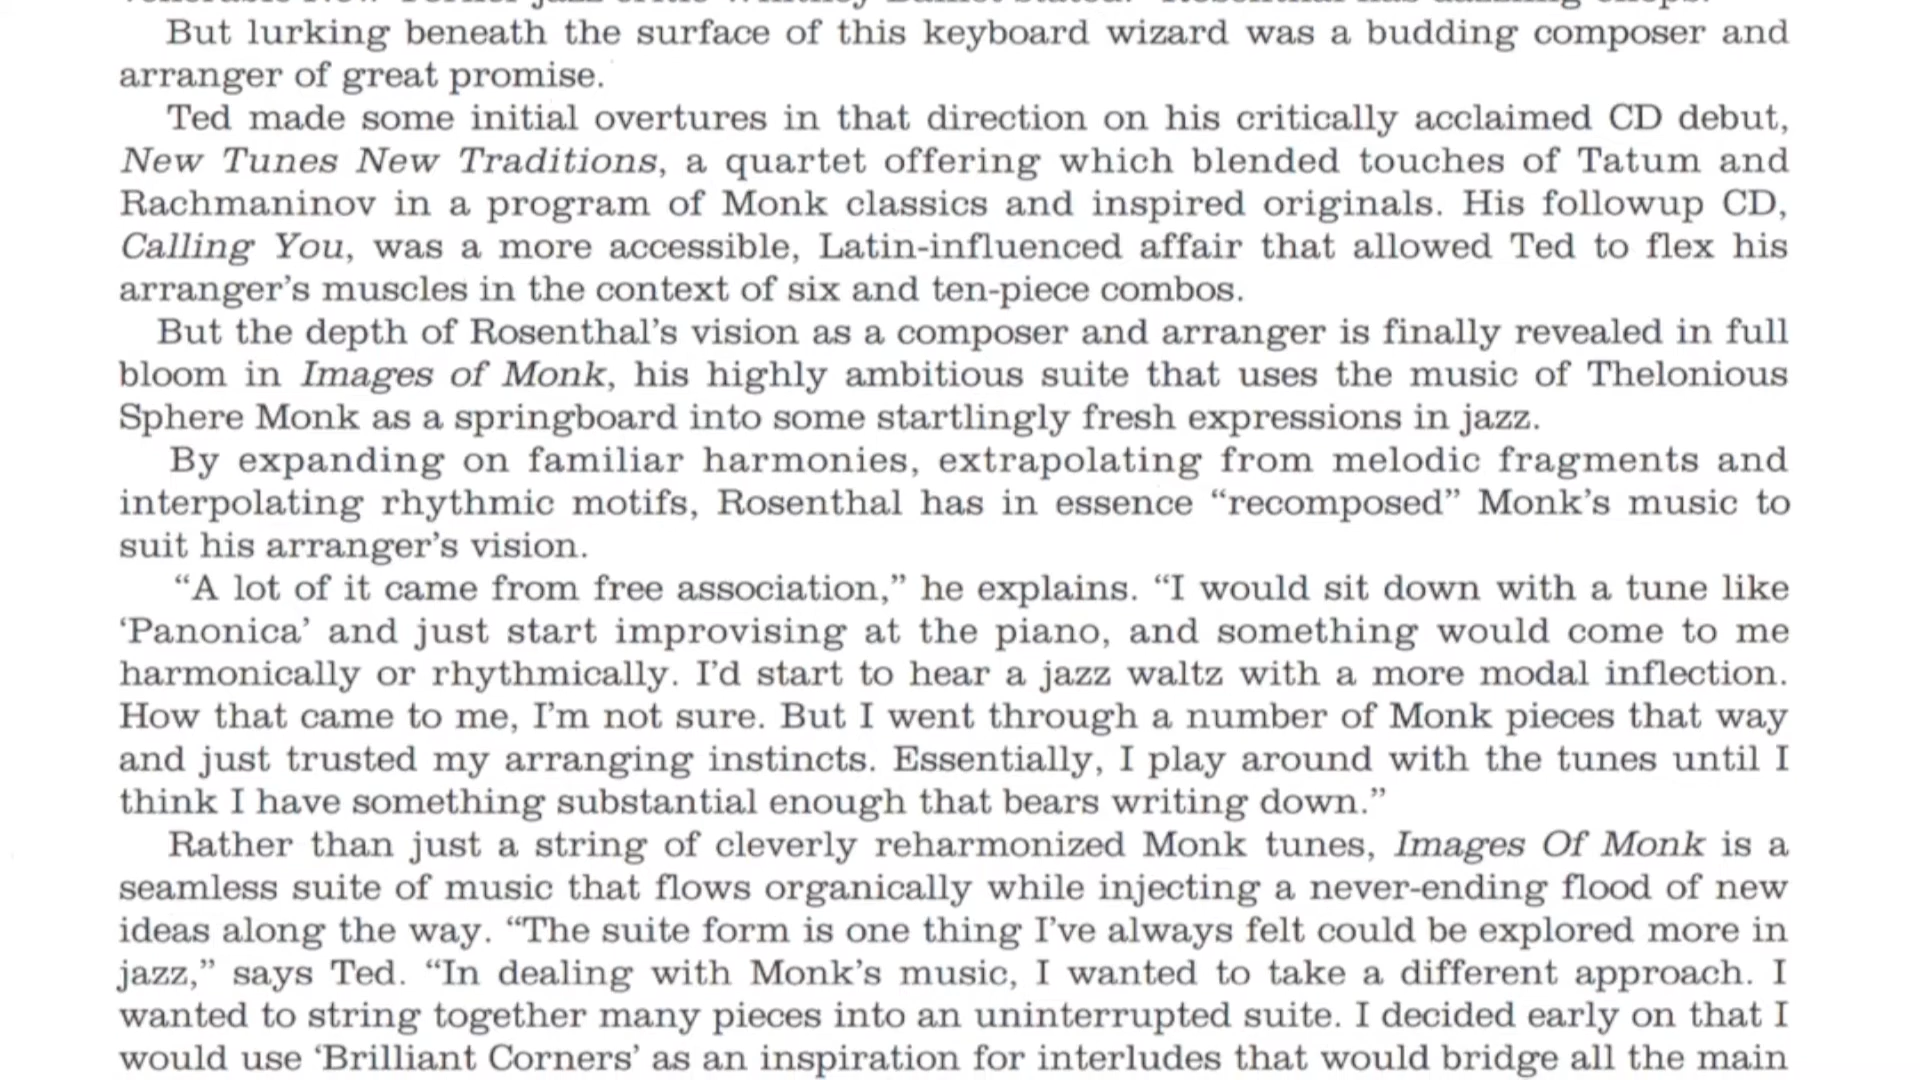 But lurking beneath the surface of this keyboard wizard was a budding composer and
arranger of great promise.
Ted made some initial overtures in that direction on his critically acclaimed CD debut,
New Tunes New Traditions, a quartet offering which blended touches of Tatum and
Rachmaninov in a program of Monk classics and inspired originals. His followup CD,
Calling You, was a more accessible, Latin-influenced affair that allowed Ted to flex his
arranger's muscles in the context of six and ten-piece combos.
But the depth of Rosenthal's vision as a composer and arranger is finally revealed in full
bloom in Images of Monk, his highly ambitious suite that uses the music of Thelonious
Sphere Monk as a springboard into some startlingly fresh expressions in jazz.
By expanding on familiar harmonies, extrapolating from melodic fragments and
interpolating rhythmic motifs, Rosenthal has in essence “recomposed” Monk's music to
suit his arranger's vision.
“A lot of it came from free association,” he explains. “I would sit down with a tune like
‘Panonica’ and just start improvising at the piano, and something would come to me
harmonically or rhythmically. I'd start to hear a jazz waltz with a more modal inflection.
How that came to me, I'm not sure. But I went through a number of Monk pieces that way
and just trusted my arranging instincts. Essentially, I play around with the tunes until I
think I have something substantial enough that bears writing down.”
Rather than just a string of cleverly reharmonized Monk tunes, Images Of Monk is a
seamless suite of music that flows organically while injecting a never-ending flood of new
ideas along the way. “The suite form is one thing I've always felt could be explored more in
jazz,” says Ted. “In dealing with Monk's music, I wanted to take a different approach. I
wanted to string together many pieces into an uninterrupted suite. I decided early on that I
would use ‘Brilliant Corners’ as an inspiration for interludes that would bridge all the main